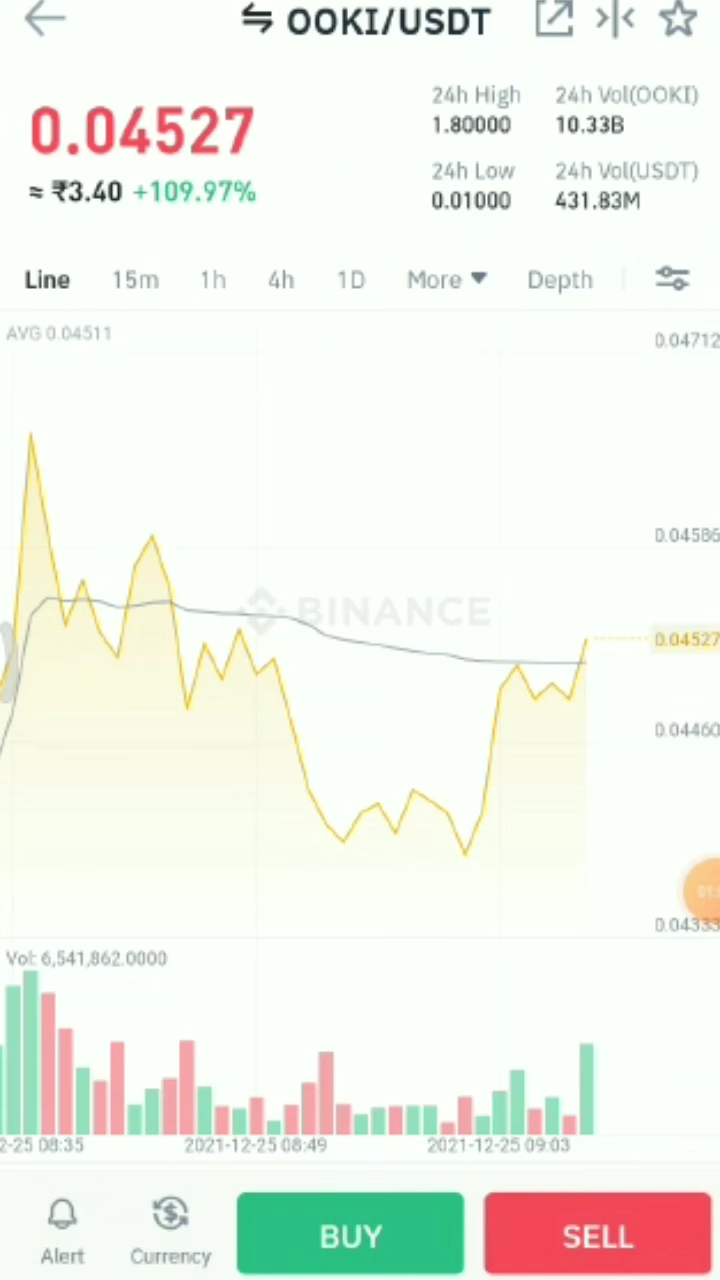 OOKI/USDT
0.04527
≈ ₹3.40 +109.97%
24h High
1.80000
24h Vol(OOKI)
10.33B
24h Low
0.01000
24h Vol(USDT)
431.83M
Line 15m 1h 4h 1D More Depth
AVG 0.04511
0.04712
0.04586
BINANCE
0.04527
0.04460
0.04333
Vol: 6,541,862.0000
2-25 08:35 2021-12-25 08:49 2021-12-25 09:03
Alert Currency BUY SELL